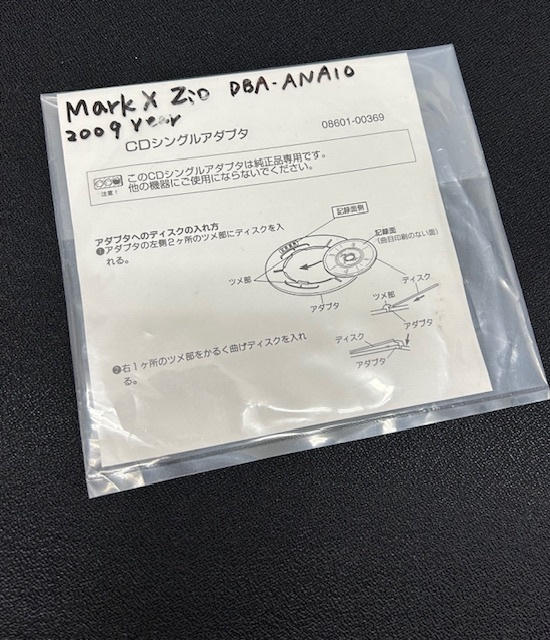 Mark X Zio DBA-ANA10
2009 year
CDシングルアダプタ 08601-00369
注意!
このCDシングルアダプタは純正品専用です。
他の機器にご使用にならないでください。
アダプタへのディスクの入れ方
❶アダプタの左側2ヶ所のツメ部にディスクを入
れる。
記録面側
記録面
(曲目印刷のない面)
ツメ部
アダプタ
ディスク
ツメ部
アダプタ
❷右1ヶ所のツメ部をかるく曲げディスクを入れ
る。
ディスク
アダプタ